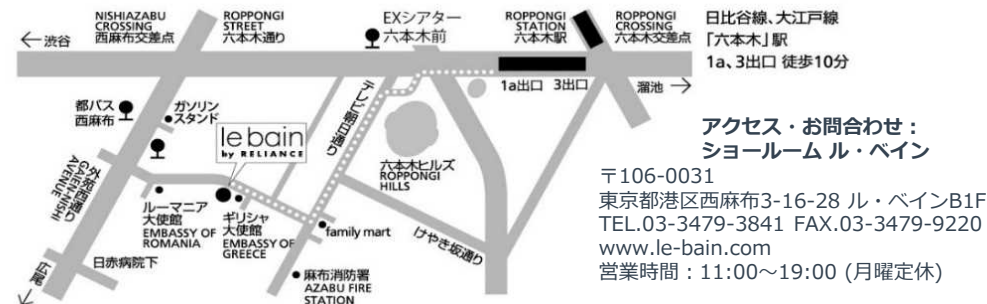 NISHIAZABU
CROSSING
西麻布交差点
ROPPONGI
STREET
六本木通り
EXシアター
六本木前
ROPPONGI
STATION
六本木駅
ROPPONGI
CROSSING
六本木交差点
←渋谷
1a出口 3出口
溜池→
都バス
西麻布
ガソリン
スタンド
le bain
by RELIANCE
テレビ朝日通り
六本木ヒルズ
ROPPONGI
HILLS
外苑西通り
GAIEN-NISHI
AVENUE
ルーマニア
大使館
EMBASSY OF
ROMANIA
ギリシャ
大使館
EMBASSY OF
GREECE
family mart
けやき坂通り
日赤病院下
麻布消防署
AZABU FIRE
STATION
←広尾
日比谷線、大江戸線
「六本木」駅
1a、3出口 徒歩10分
アクセス・お問合わせ：
ショールーム ル・ベイン
〒106-0031
東京都港区西麻布3-16-28 ル・ベインB1F
TEL.03-3479-3841 FAX.03-3479-9220
www.le-bain.com
営業時間：11:00～19:00 (月曜定休)